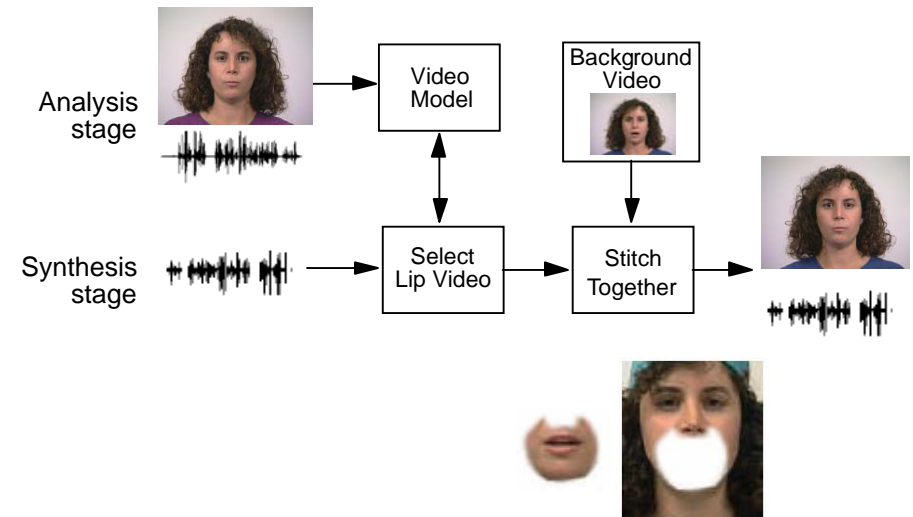 Analysis
stage
Video
Model
Background
Video
Synthesis
stage
Select
Lip Video
Stitch
Together